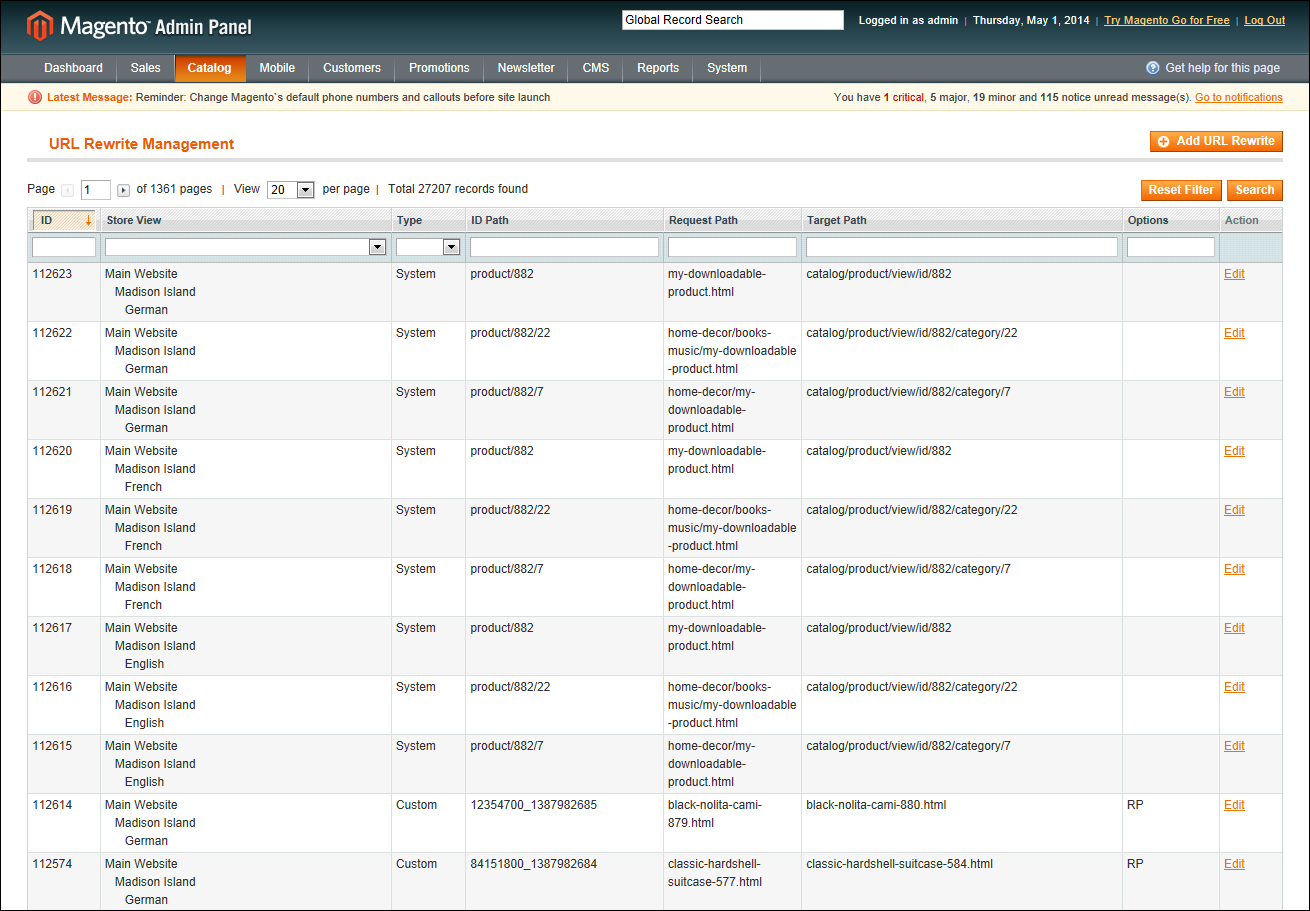 Magento™ Admin Panel
Global Record Search
Logged in as admin | Thursday, May 1, 2014 | Try Magento Go for Free | Log Out
Dashboard Sales Catalog Mobile Customers Promotions Newsletter CMS Reports System
Get help for this page
Latest Message: Reminder: Change Magento`s default phone numbers and callouts before site launch
You have 1 critical, 5 major, 19 minor and 115 notice unread message(s). Go to notifications
URL Rewrite Management
Add URL Rewrite
Page 1 of 1361 pages | View 20 per page | Total 27207 records found
Reset Filter Search
ID Store View Type ID Path Request Path Target Path Options Action
112623 Main Website System product/882 my-downloadable- catalog/product/view/id/882 Edit
Madison Island product.html
German
112622 Main Website System product/882/22 home-decor/books- catalog/product/view/id/882/category/22 Edit
Madison Island music/my-downloadable
German -product.html
112621 Main Website System product/882/7 home-decor/my- catalog/product/view/id/882/category/7 Edit
Madison Island downloadable-
German product.html
112620 Main Website System product/882 my-downloadable- catalog/product/view/id/882 Edit
Madison Island product.html
French
112619 Main Website System product/882/22 home-decor/books- catalog/product/view/id/882/category/22 Edit
Madison Island music/my-downloadable
French -product.html
112618 Main Website System product/882/7 home-decor/my- catalog/product/view/id/882/category/7 Edit
Madison Island downloadable-
French product.html
112617 Main Website System product/882 my-downloadable- catalog/product/view/id/882 Edit
Madison Island product.html
English
112616 Main Website System product/882/22 home-decor/books- catalog/product/view/id/882/category/22 Edit
Madison Island music/my-downloadable
English -product.html
112615 Main Website System product/882/7 home-decor/my- catalog/product/view/id/882/category/7 Edit
Madison Island downloadable-
English product.html
112614 Main Website Custom 12354700_1387982685 black-nolita-cami- black-nolita-cami-880.html RP Edit
Madison Island 879.html
German
112574 Main Website Custom 84151800_1387982684 classic-hardshell- classic-hardshell-suitcase-584.html RP Edit
Madison Island suitcase-577.html
German